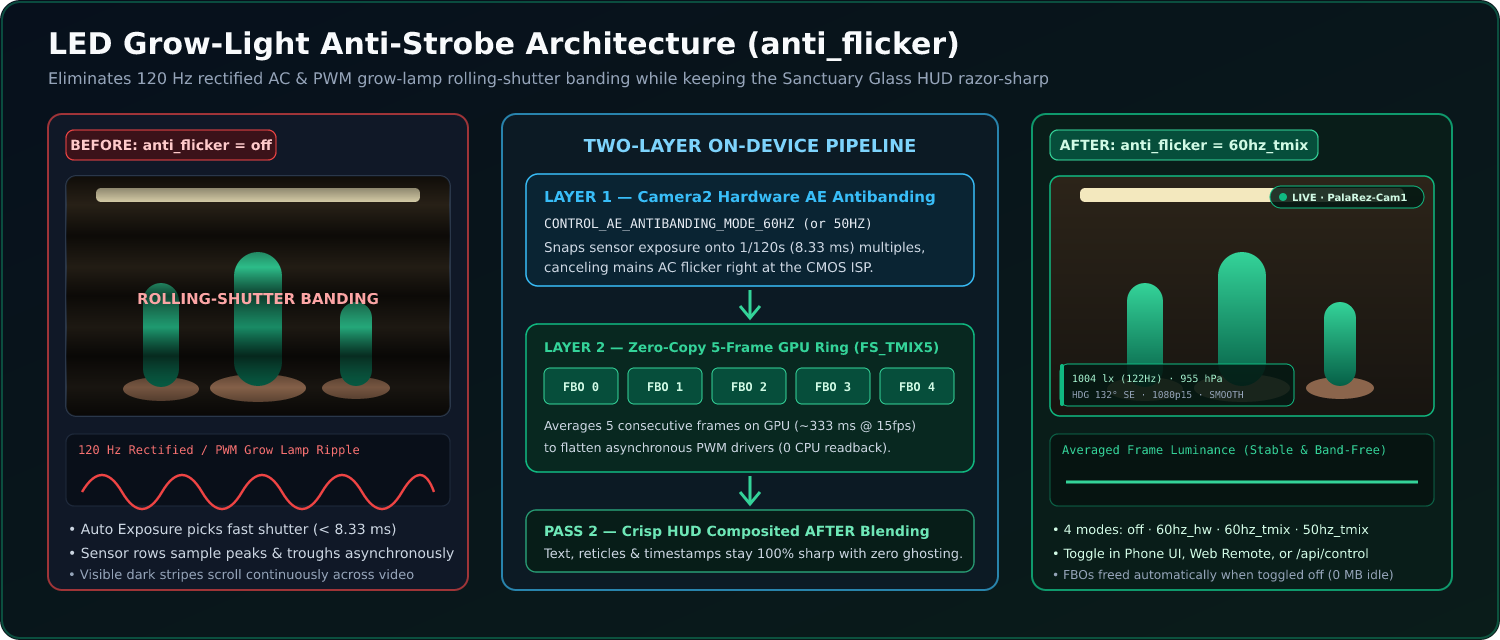 LED Grow-Light Anti-Strobe Architecture (anti_flicker)
Eliminates 120 Hz rectified AC & PWM grow-lamp rolling-shutter banding while keeping the Sanctuary Glass HUD razor-sharp
BEFORE: anti_flicker = off
ROLLING-SHUTTER BANDING
120 Hz Rectified / PWM Grow Lamp Ripple
• Auto Exposure picks fast shutter (< 8.33 ms)
• Sensor rows sample peaks & troughs asynchronously
• Visible dark stripes scroll continuously across video
TWO-LAYER ON-DEVICE PIPELINE
LAYER 1 — Camera2 Hardware AE Antibanding
CONTROL_AE_ANTIBANDING_MODE_60HZ (or 50HZ)
Snaps sensor exposure onto 1/120s (8.33 ms) multiples,
canceling mains AC flicker right at the CMOS ISP.
LAYER 2 — Zero-Copy 5-Frame GPU Ring (FS_TMIX5)
FBO 0 FBO 1 FBO 2 FBO 3 FBO 4
Averages 5 consecutive frames on GPU (~333 ms @ 15fps)
to flatten asynchronous PWM drivers (0 CPU readback).
PASS 2 — Crisp HUD Composited AFTER Blending
Text, reticles & timestamps stay 100% sharp with zero ghosting.
AFTER: anti_flicker = 60hz_tmix
LIVE · PalaRez-Cam1
1004 lx (122Hz) · 955 hPa
HDG 132° SE · 1080p15 · SMOOTH
Averaged Frame Luminance (Stable & Band-Free)
• 4 modes: off · 60hz_hw · 60hz_tmix · 50hz_tmix
• Toggle in Phone UI, Web Remote, or /api/control
• FBOs freed automatically when toggled off (0 MB idle)